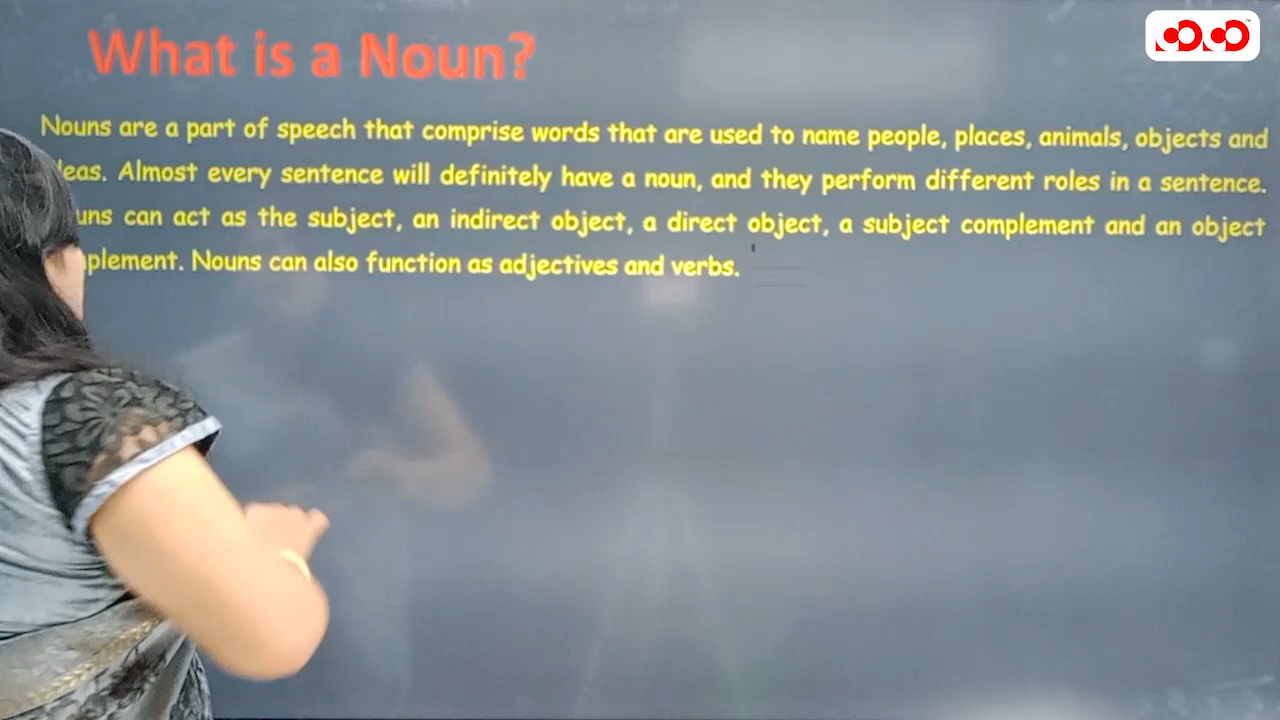 What is a Noun?
Nouns are a part of speech that comprise words that are used to name people, places, animals, objects and
Almost every sentence will definitely have a noun, and they perform different roles in a sentence.
can act as the subject, an indirect object, a direct object, a subject complement and an object
Nouns can also function as adjectives and verbs.